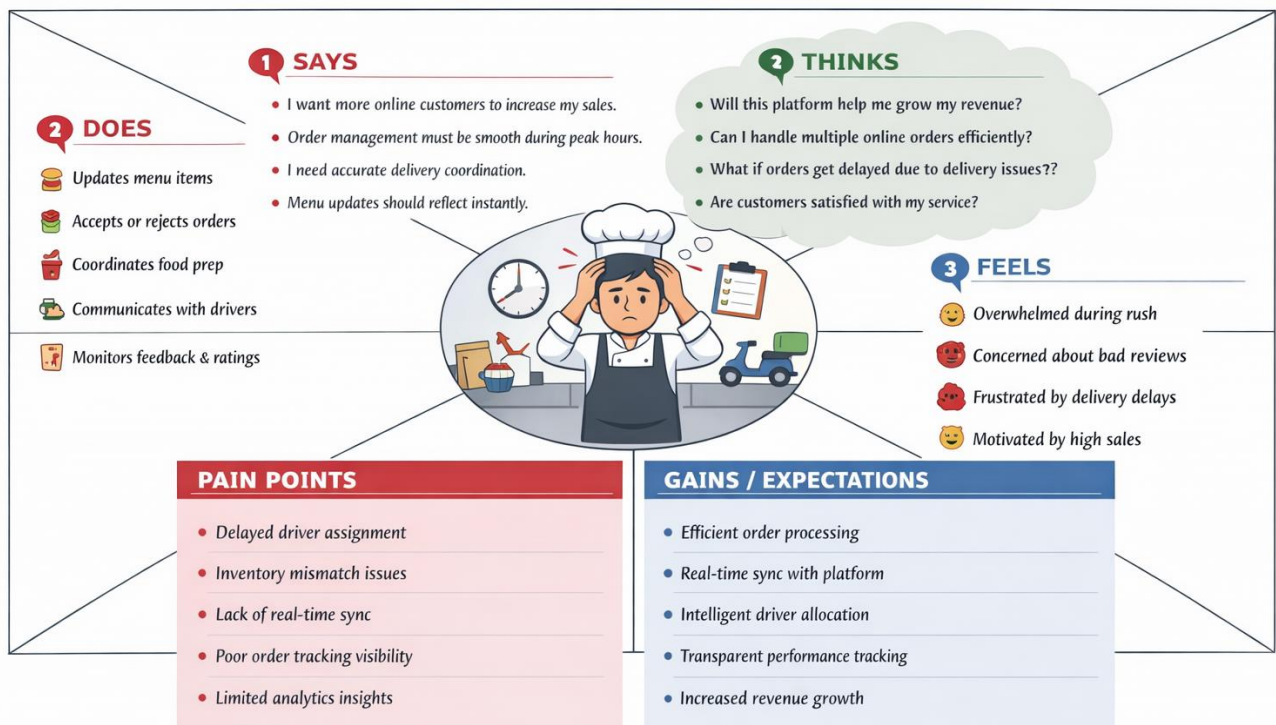 1 SAYS
• I want more online customers to increase my sales.
• Order management must be smooth during peak hours.
• I need accurate delivery coordination.
• Menu updates should reflect instantly.
2 THINKS
• Will this platform help me grow my revenue?
• Can I handle multiple online orders efficiently?
• What if orders get delayed due to delivery issues??
• Are customers satisfied with my service?
2 DOES
Updates menu items
Accepts or rejects orders
Coordinates food prep
Communicates with drivers
Monitors feedback & ratings
3 FEELS
Overwhelmed during rush
Concerned about bad reviews
Frustrated by delivery delays
Motivated by high sales
PAIN POINTS
• Delayed driver assignment
• Inventory mismatch issues
• Lack of real-time sync
• Poor order tracking visibility
• Limited analytics insights
GAINS / EXPECTATIONS
• Efficient order processing
• Real-time sync with platform
• Intelligent driver allocation
• Transparent performance tracking
• Increased revenue growth